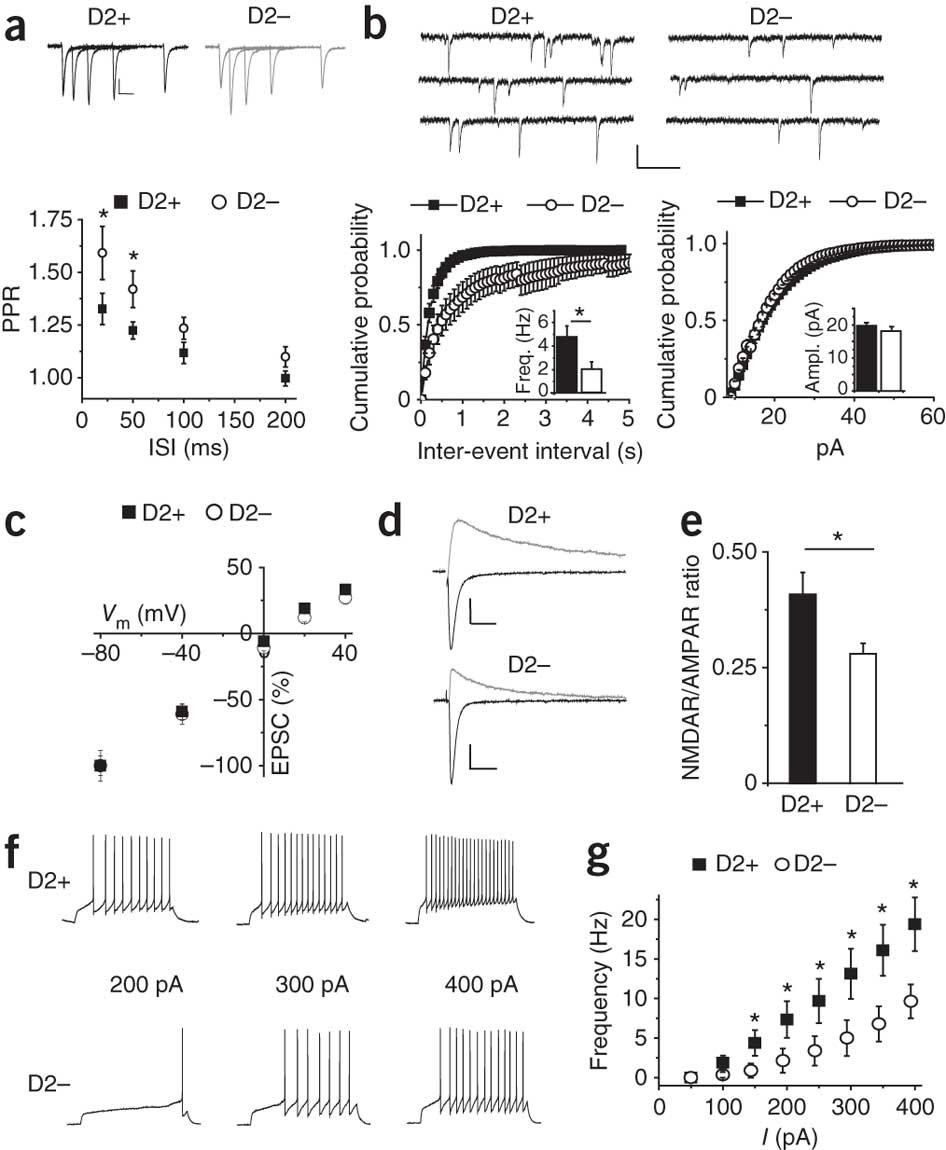 a
D2+
D2−
b
D2+
D2−
D2+
D2−
1.75
1.50
1.25
1.00
PPR
*
*
0
50
100
150
200
ISI (ms)
D2+
D2−
Cumulative probability
1.0
0.5
0
0
1
2
3
4
5
Inter-event interval (s)
Freq. (Hz)
6
4
2
0
*
D2+
D2−
Cumulative probability
1.0
0.5
0
20
40
60
pA
Ampl. (pA)
20
10
0
c
D2+
D2−
50
0
−50
−100
Vm (mV)
−80
−40
0
40
EPSC (%)
d
D2+
D2−
e
NMDAR/AMPAR ratio
0.50
0.25
0
*
D2+
D2−
f
D2+
200 pA
300 pA
400 pA
D2−
g
D2+
D2−
Frequency (Hz)
20
15
10
5
0
*
*
*
*
*
*
0
100
200
300
400
I (pA)